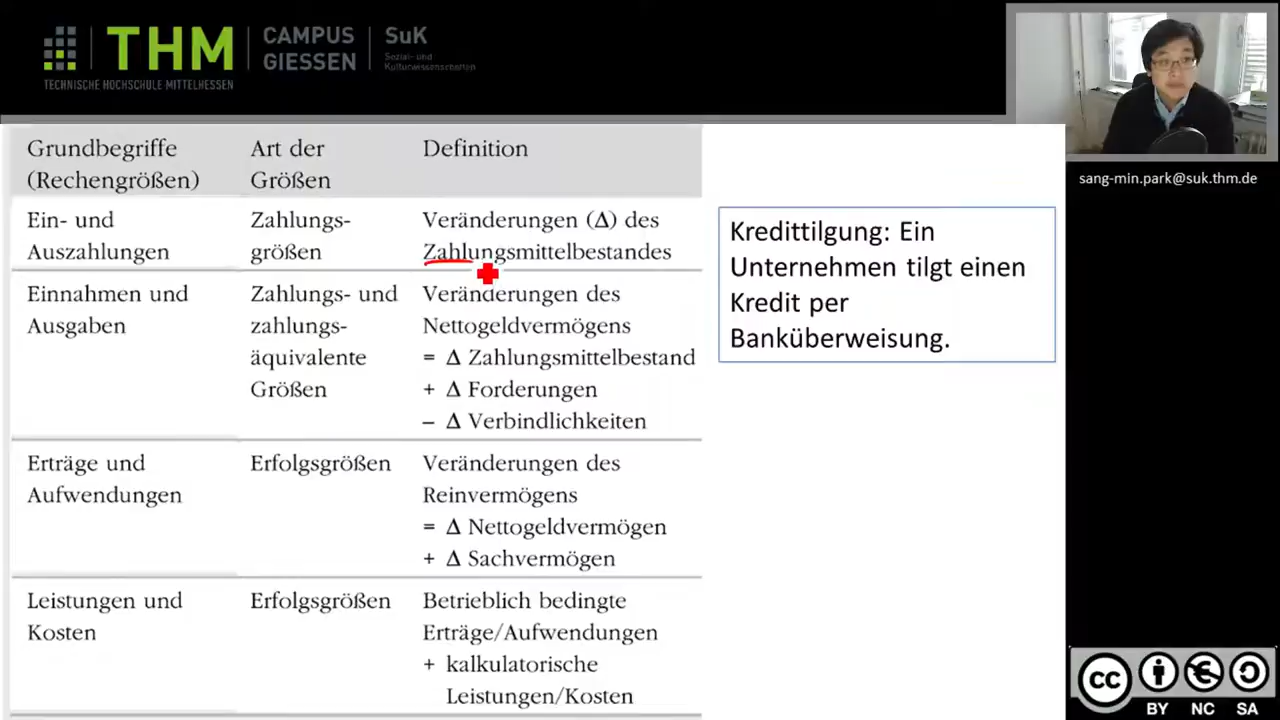 THM
CAMPUS
GIESSEN
SuK
Sozial- und
Kulturwissenschaften
TECHNISCHE HOCHSCHULE MITTELHESSEN
sang-min.park@suk.thm.de
Grundbegriffe
(Rechengrößen)
Art der
Größen
Definition
Ein- und
Auszahlungen
Zahlungs-
größen
Veränderungen (Δ) des
Zahlungsmittelbestandes
Einnahmen und
Ausgaben
Zahlungs- und
zahlungs-
äquivalente
Größen
Veränderungen des
Nettogeldvermögens
= Δ Zahlungsmittelbestand
+ Δ Forderungen
– Δ Verbindlichkeiten
Erträge und
Aufwendungen
Erfolgsgrößen
Veränderungen des
Reinvermögens
= Δ Nettogeldvermögen
+ Δ Sachvermögen
Leistungen und
Kosten
Erfolgsgrößen
Betrieblich bedingte
Erträge/Aufwendungen
+ kalkulatorische
Leistungen/Kosten
Kredittilgung: Ein
Unternehmen tilgt einen
Kredit per
Banküberweisung.
cc
BY NC SA